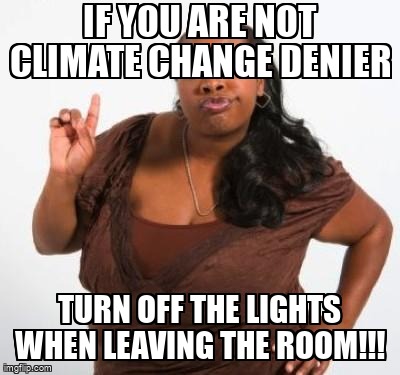 IF YOU ARE NOT
CLIMATE CHANGE DENIER
TURN OFF THE LIGHTS
WHEN LEAVING THE ROOM!!!
imgflip.com